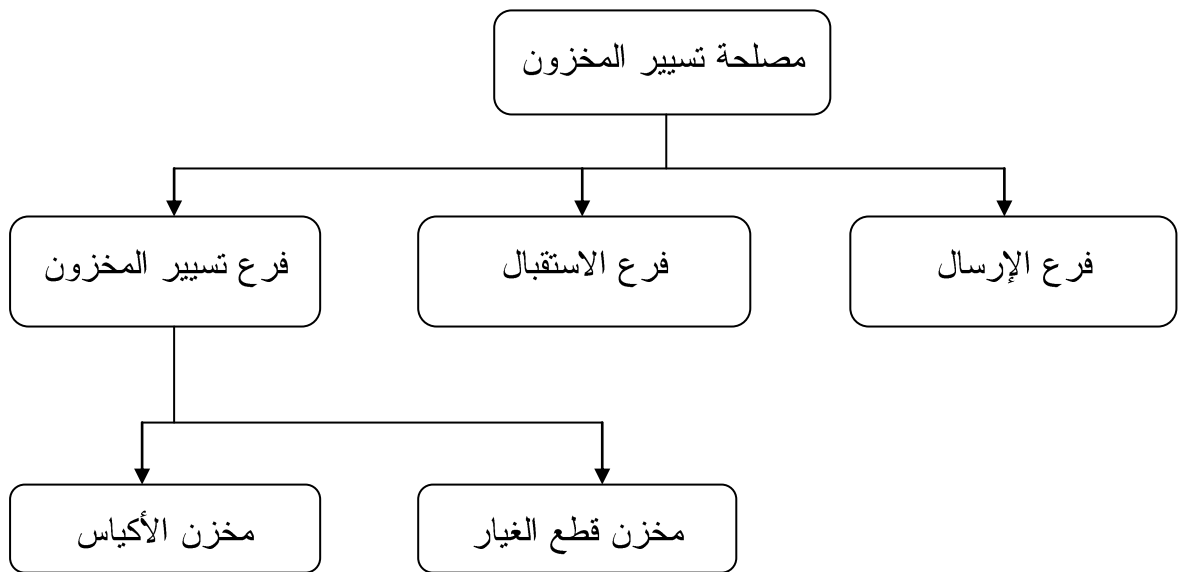 مصلحة تسيير المخزون
فرع الإرسال
فرع الاستقبال
فرع تسيير المخزون
مخزن قطع الغيار
مخزن الأكياس